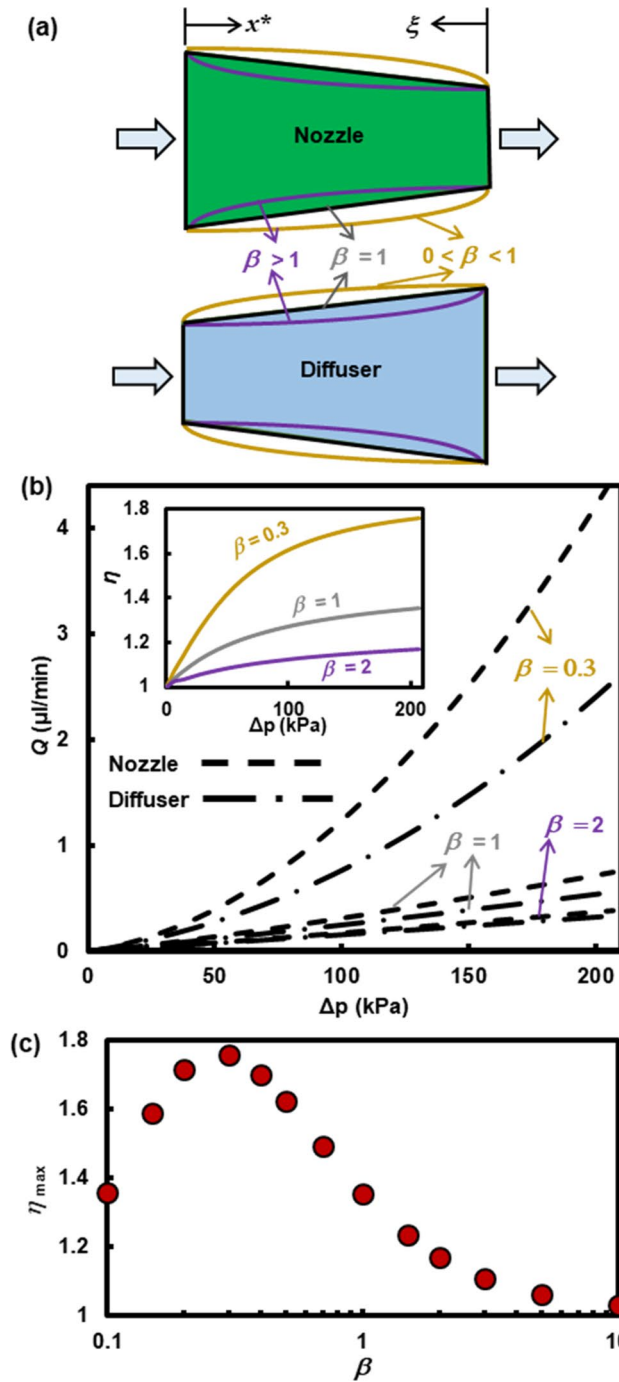 (a)
x*
ξ
Nozzle
β > 1
β = 1
0 < β < 1
Diffuser
(b)
4
3
2
1
0
Q (µl/min)
1.8
1.6
1.4
1.2
1
η
β = 0.3
β = 1
β = 2
0
100
200
Δp (kPa)
Nozzle
Diffuser
β = 0.3
β = 1
β = 2
0
50
100
150
200
Δp (kPa)
(c)
1.8
1.6
1.4
1.2
1
η max
0.1
1
10
β